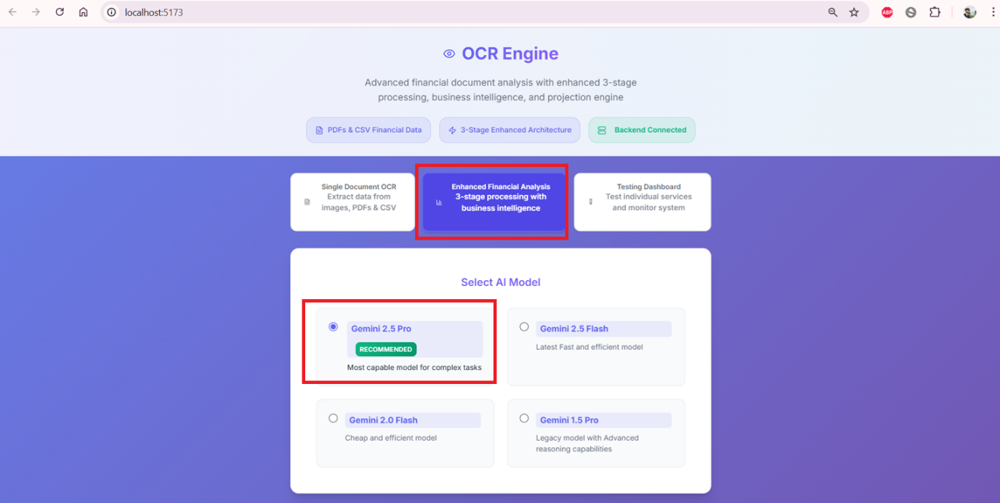 localhost:5173
ABP
OCR Engine
Advanced financial document analysis with enhanced 3-stage
processing, business intelligence, and projection engine
PDFs & CSV Financial Data
3-Stage Enhanced Architecture
Backend Connected
Single Document OCR
Extract data from
images, PDFs & CSV
Enhanced Financial Analysis
3-stage processing with
business intelligence
Testing Dashboard
Test individual services
and monitor system
Select AI Model
Gemini 2.5 Pro
RECOMMENDED
Most capable model for complex tasks
Gemini 2.5 Flash
Latest Fast and efficient model
Gemini 2.0 Flash
Cheap and efficient model
Gemini 1.5 Pro
Legacy model with Advanced
reasoning capabilities